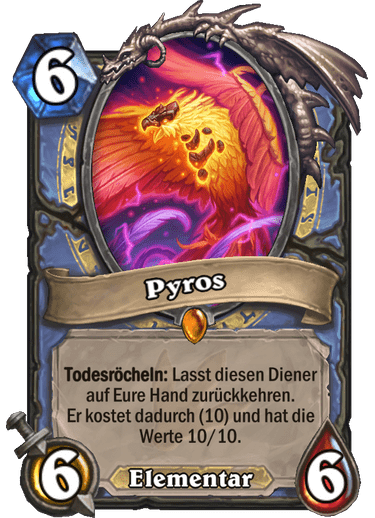 6
Pyros
Todesröcheln: Lasst diesen Diener
auf Eure Hand zurückkehren.
Er kostet dadurch (10) und hat die
Werte 10/10.
6
Elementar
6